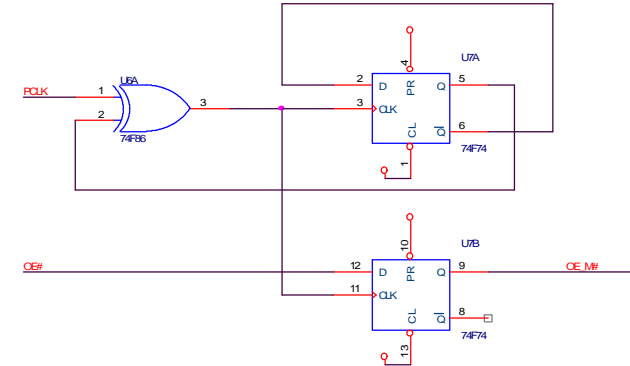 U7A
4
2
D
PR
Q
5
U6A
PCLK
1
3
3
CLK
2
CL
Q
6
74F86
1
74F74
10
U7B
OE#
12
D
PR
Q
9
OE_M#
11
CLK
CL
Q
8
13
74F74